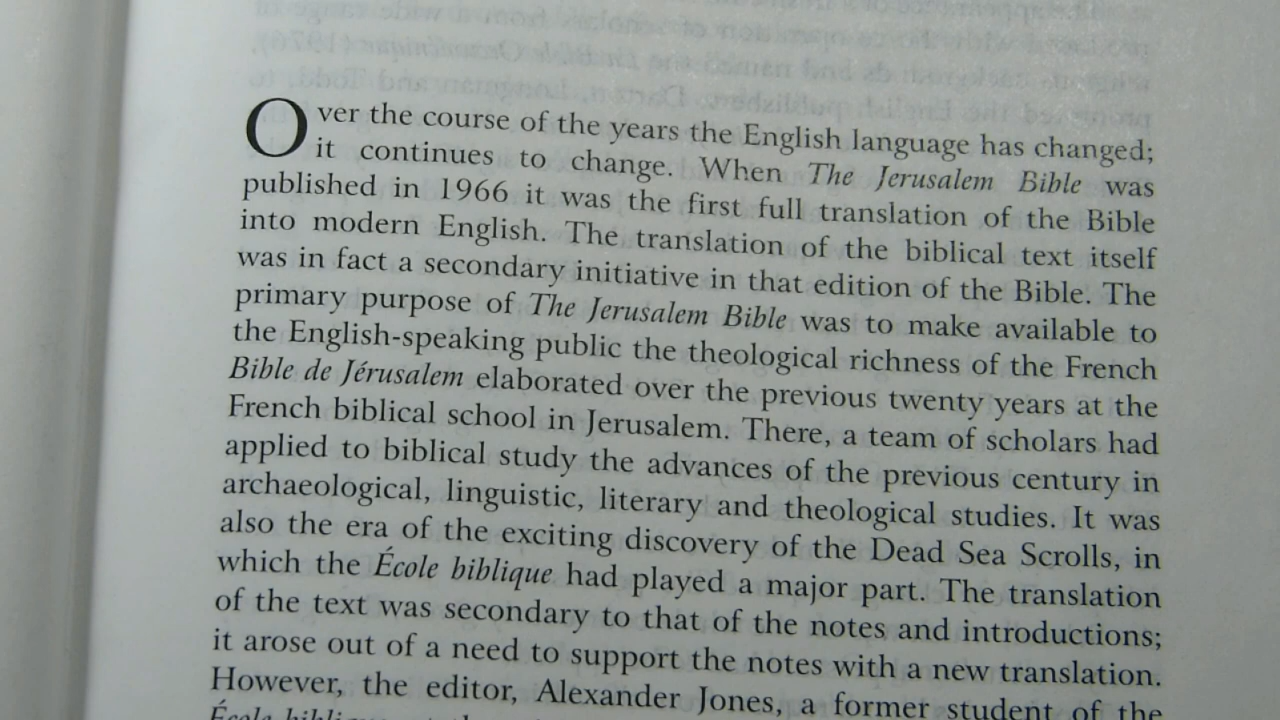 Over the course of the years the English language has changed;
it continues to change. When The Jerusalem Bible was
published in 1966 it was the first full translation of the Bible
into modern English. The translation of the biblical text itself
was in fact a secondary initiative in that edition of the Bible. The
primary purpose of The Jerusalem Bible was to make available to
the English-speaking public the theological richness of the French
Bible de Jérusalem elaborated over the previous twenty years at the
French biblical school in Jerusalem. There, a team of scholars had
applied to biblical study the advances of the previous century in
archaeological, linguistic, literary and theological studies. It was
also the era of the exciting discovery of the Dead Sea Scrolls, in
which the École biblique had played a major part. The translation
of the text was secondary to that of the notes and introductions;
it arose out of a need to support the notes with a new translation.
However, the editor, Alexander Jones, a former student of the
École biblique